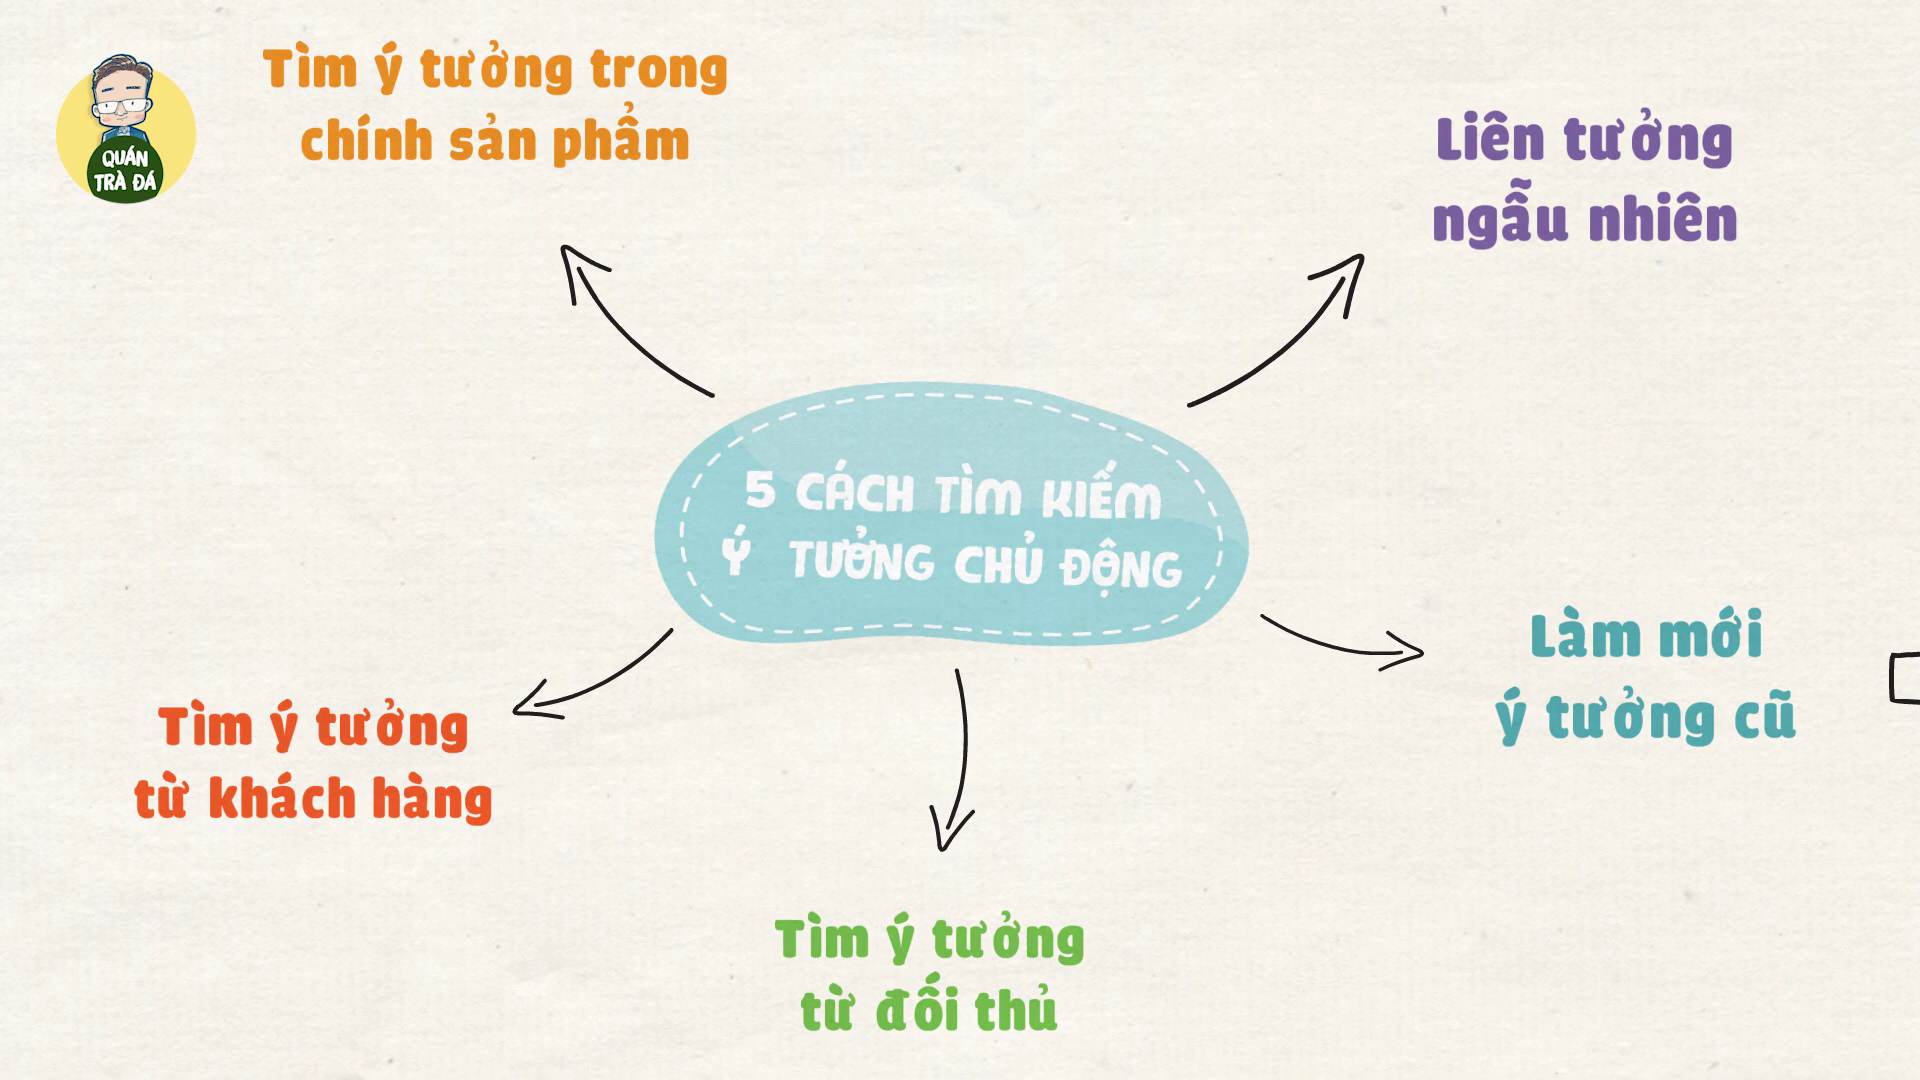 QUÁN
TRÀ ĐÁ
Tìm ý tưởng trong
chính sản phẩm
Liên tưởng
ngẫu nhiên
5 CÁCH TÌM KIẾM
Ý TƯỞNG CHỦ ĐỘNG
Làm mới
ý tưởng cũ
Tìm ý tưởng
từ khách hàng
Tìm ý tưởng
từ đối thủ